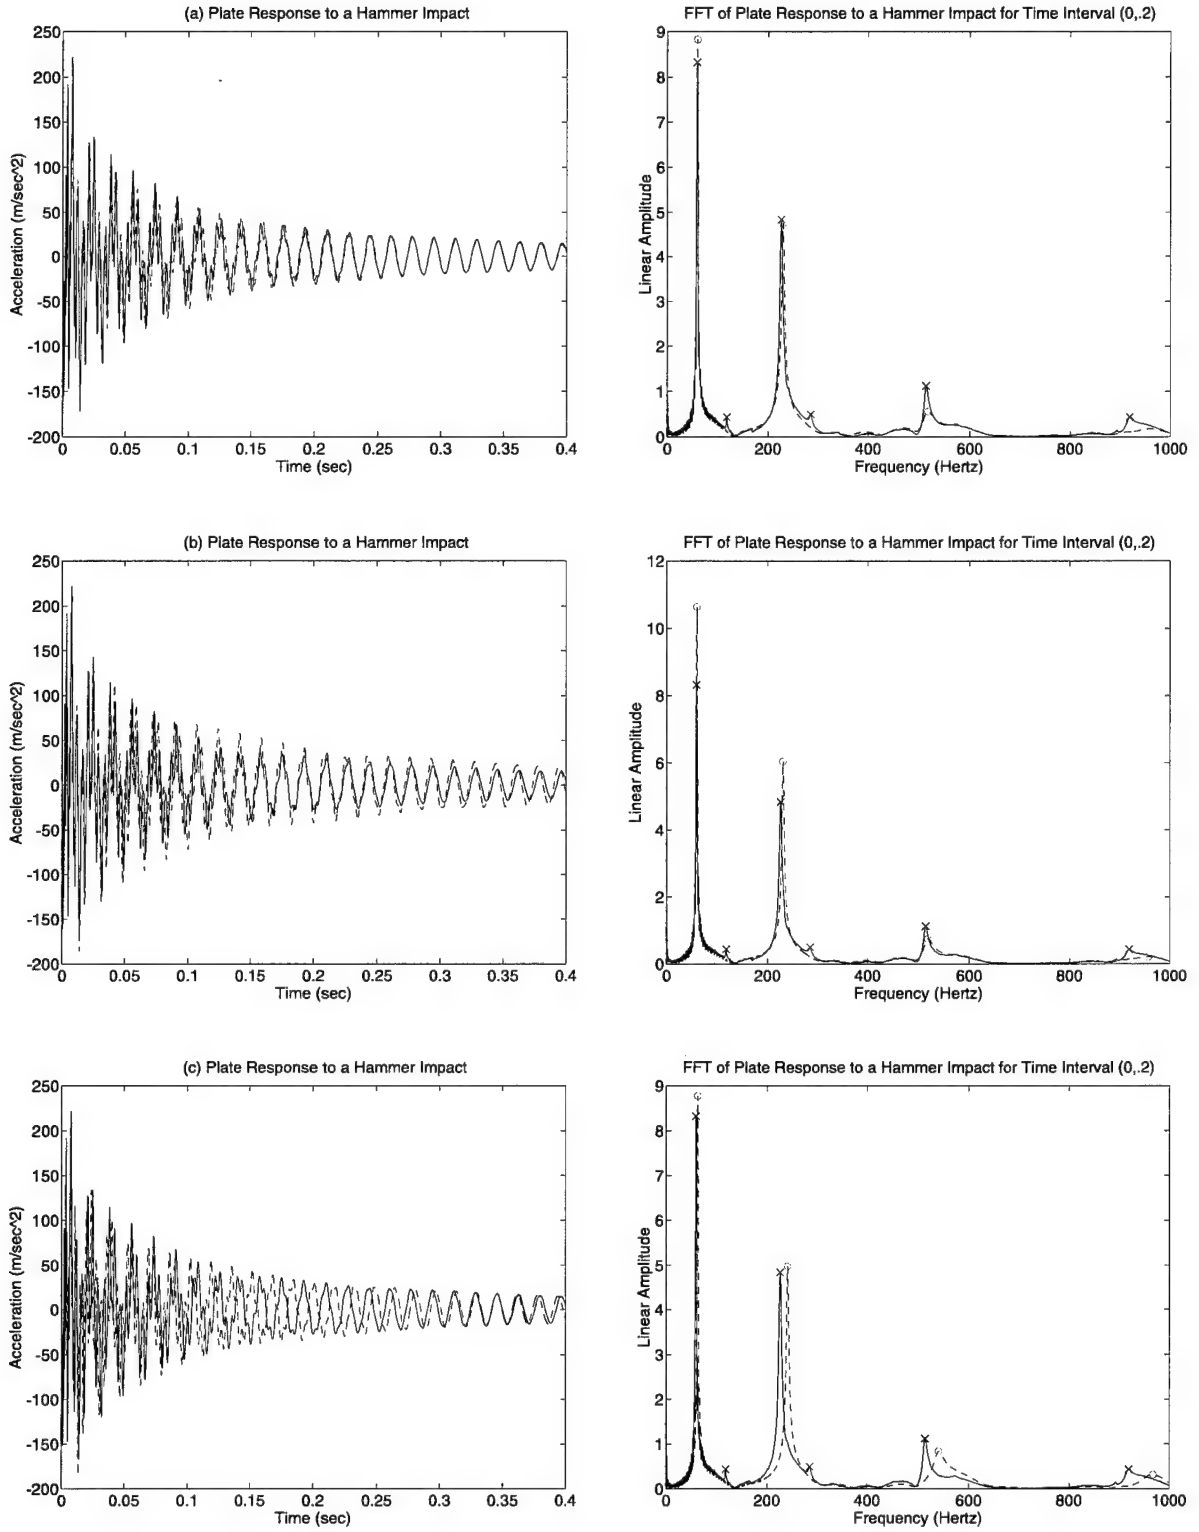 (a) Plate Response to a Hammer Impact
250
200
150
100
50
0
-50
-100
-150
-200
Acceleration (m/sec^2)
0 0.05 0.1 0.15 0.2 0.25 0.3 0.35 0.4
Time (sec)
FFT of Plate Response to a Hammer Impact for Time Interval (0,.2)
9
8
7
6
5
4
3
2
1
0
Linear Amplitude
0 200 400 600 800 1000
Frequency (Hertz)
(b) Plate Response to a Hammer Impact
250
200
150
100
50
0
-50
-100
-150
-200
Acceleration (m/sec^2)
0 0.05 0.1 0.15 0.2 0.25 0.3 0.35 0.4
Time (sec)
FFT of Plate Response to a Hammer Impact for Time Interval (0,.2)
12
10
8
6
4
2
0
Linear Amplitude
0 200 400 600 800 1000
Frequency (Hertz)
(c) Plate Response to a Hammer Impact
250
200
150
100
50
0
-50
-100
-150
-200
Acceleration (m/sec^2)
0 0.05 0.1 0.15 0.2 0.25 0.3 0.35 0.4
Time (sec)
FFT of Plate Response to a Hammer Impact for Time Interval (0,.2)
9
8
7
6
5
4
3
2
1
0
Linear Amplitude
0 200 400 600 800 1000
Frequency (Hertz)